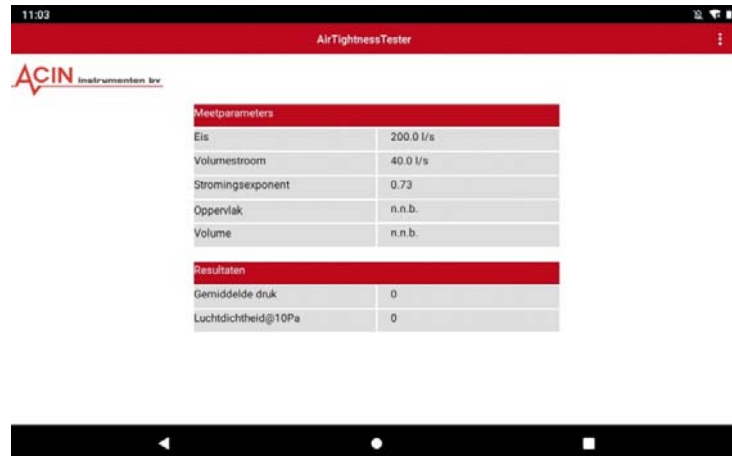 11:03
AirTightnessTester
ACIN instrumenten bv
Meetparameters
Eis 200.0 l/s
Volumestroom 40.0 l/s
Stromingsexponent 0.73
Oppervlak n.n.b.
Volume n.n.b.
Resultaten
Gemiddelde druk 0
Luchtdichtheid@10Pa 0